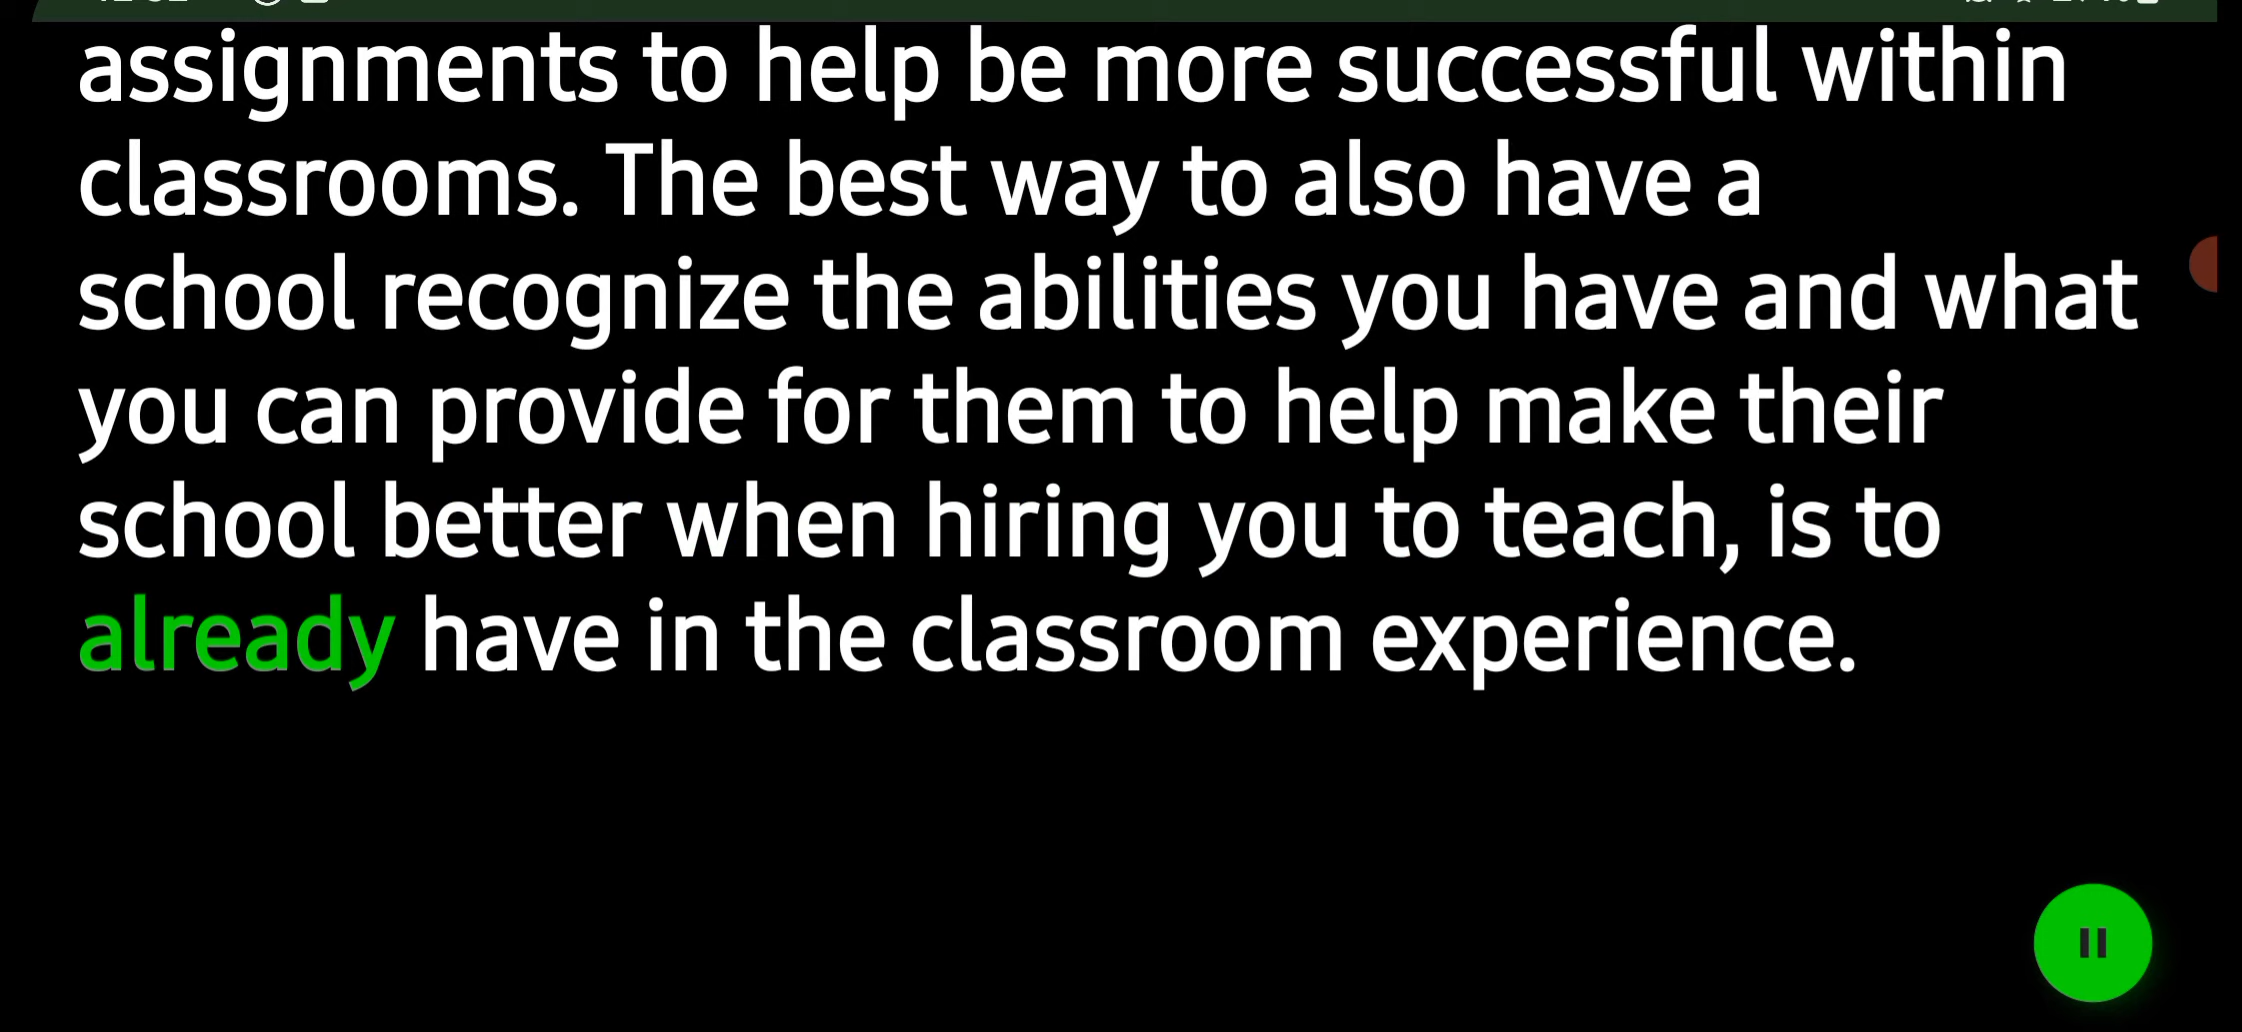 assignments to help be more successful within
classrooms. The best way to also have a
school recognize the abilities you have and what
you can provide for them to help make their
school better when hiring you to teach, is to
already have in the classroom experience.